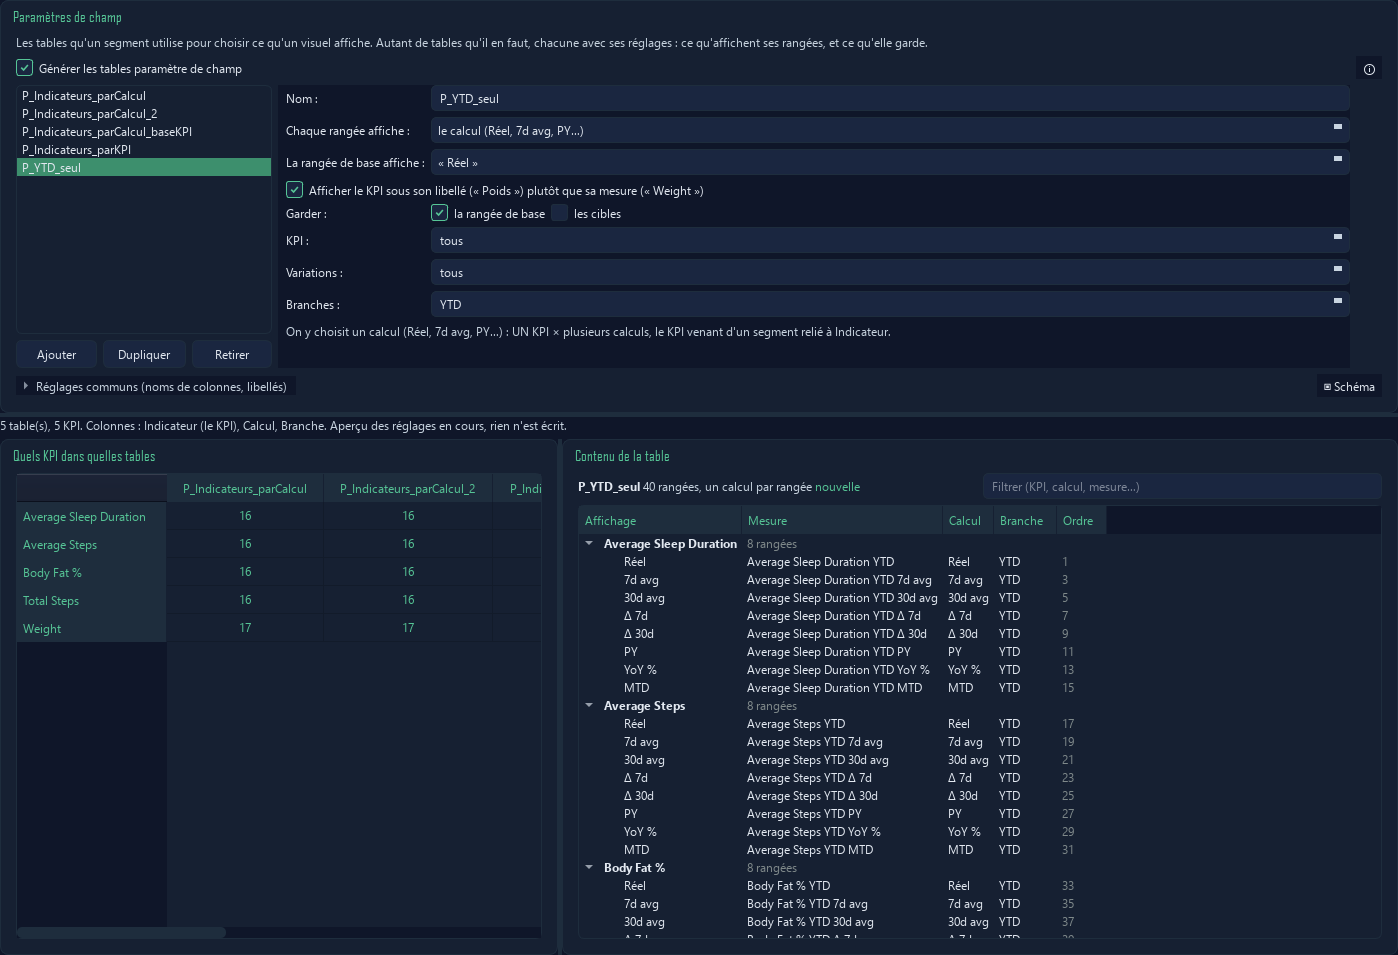 Paramètres de champ
Les tables qu'un segment utilise pour choisir ce qu'un visuel affiche. Autant de tables qu'il en faut, chacune avec ses réglages : ce qu'affichent ses rangées, et ce qu'elle garde.
Générer les tables paramètre de champ
P_Indicateurs_parCalcul
P_Indicateurs_parCalcul_2
P_Indicateurs_parCalcul_baseKPI
P_Indicateurs_parKPI
P_YTD_seul
Ajouter Dupliquer Retirer
Nom : P_YTD_seul
Chaque rangée affiche : le calcul (Réel, 7d avg, PY...)
La rangée de base affiche : « Réel »
Afficher le KPI sous son libellé (« Poids ») plutôt que sa mesure (« Weight »)
Garder : la rangée de base les cibles
KPI : tous
Variations : tous
Branches : YTD
On y choisit un calcul (Réel, 7d avg, PY...) : UN KPI × plusieurs calculs, le KPI venant d'un segment relié à Indicateur.
Réglages communs (noms de colonnes, libellés)
Schéma
5 table(s), 5 KPI. Colonnes : Indicateur (le KPI), Calcul, Branche. Aperçu des réglages en cours, rien n'est écrit.
Quels KPI dans quelles tables
P_Indicateurs_parCalcul P_Indicateurs_parCalcul_2 P_Indi
Average Sleep Duration 16 16
Average Steps 16 16
Body Fat % 16 16
Total Steps 16 16
Weight 17 17
Contenu de la table
P_YTD_seul 40 rangées, un calcul par rangée nouvelle
Filtrer (KPI, calcul, mesure...)
Affichage Mesure Calcul Branche Ordre
Average Sleep Duration 8 rangées
Réel Average Sleep Duration YTD Réel YTD 1
7d avg Average Sleep Duration YTD 7d avg 7d avg YTD 3
30d avg Average Sleep Duration YTD 30d avg 30d avg YTD 5
Δ 7d Average Sleep Duration YTD Δ 7d Δ 7d YTD 7
Δ 30d Average Sleep Duration YTD Δ 30d Δ 30d YTD 9
PY Average Sleep Duration YTD PY PY YTD 11
YoY % Average Sleep Duration YTD YoY % YoY % YTD 13
MTD Average Sleep Duration YTD MTD MTD YTD 15
Average Steps 8 rangées
Réel Average Steps YTD Réel YTD 17
7d avg Average Steps YTD 7d avg 7d avg YTD 19
30d avg Average Steps YTD 30d avg 30d avg YTD 21
Δ 7d Average Steps YTD Δ 7d Δ 7d YTD 23
Δ 30d Average Steps YTD Δ 30d Δ 30d YTD 25
PY Average Steps YTD PY PY YTD 27
YoY % Average Steps YTD YoY % YoY % YTD 29
MTD Average Steps YTD MTD MTD YTD 31
Body Fat % 8 rangées
Réel Body Fat % YTD Réel YTD 33
7d avg Body Fat % YTD 7d avg 7d avg YTD 35
30d avg Body Fat % YTD 30d avg 30d avg YTD 37